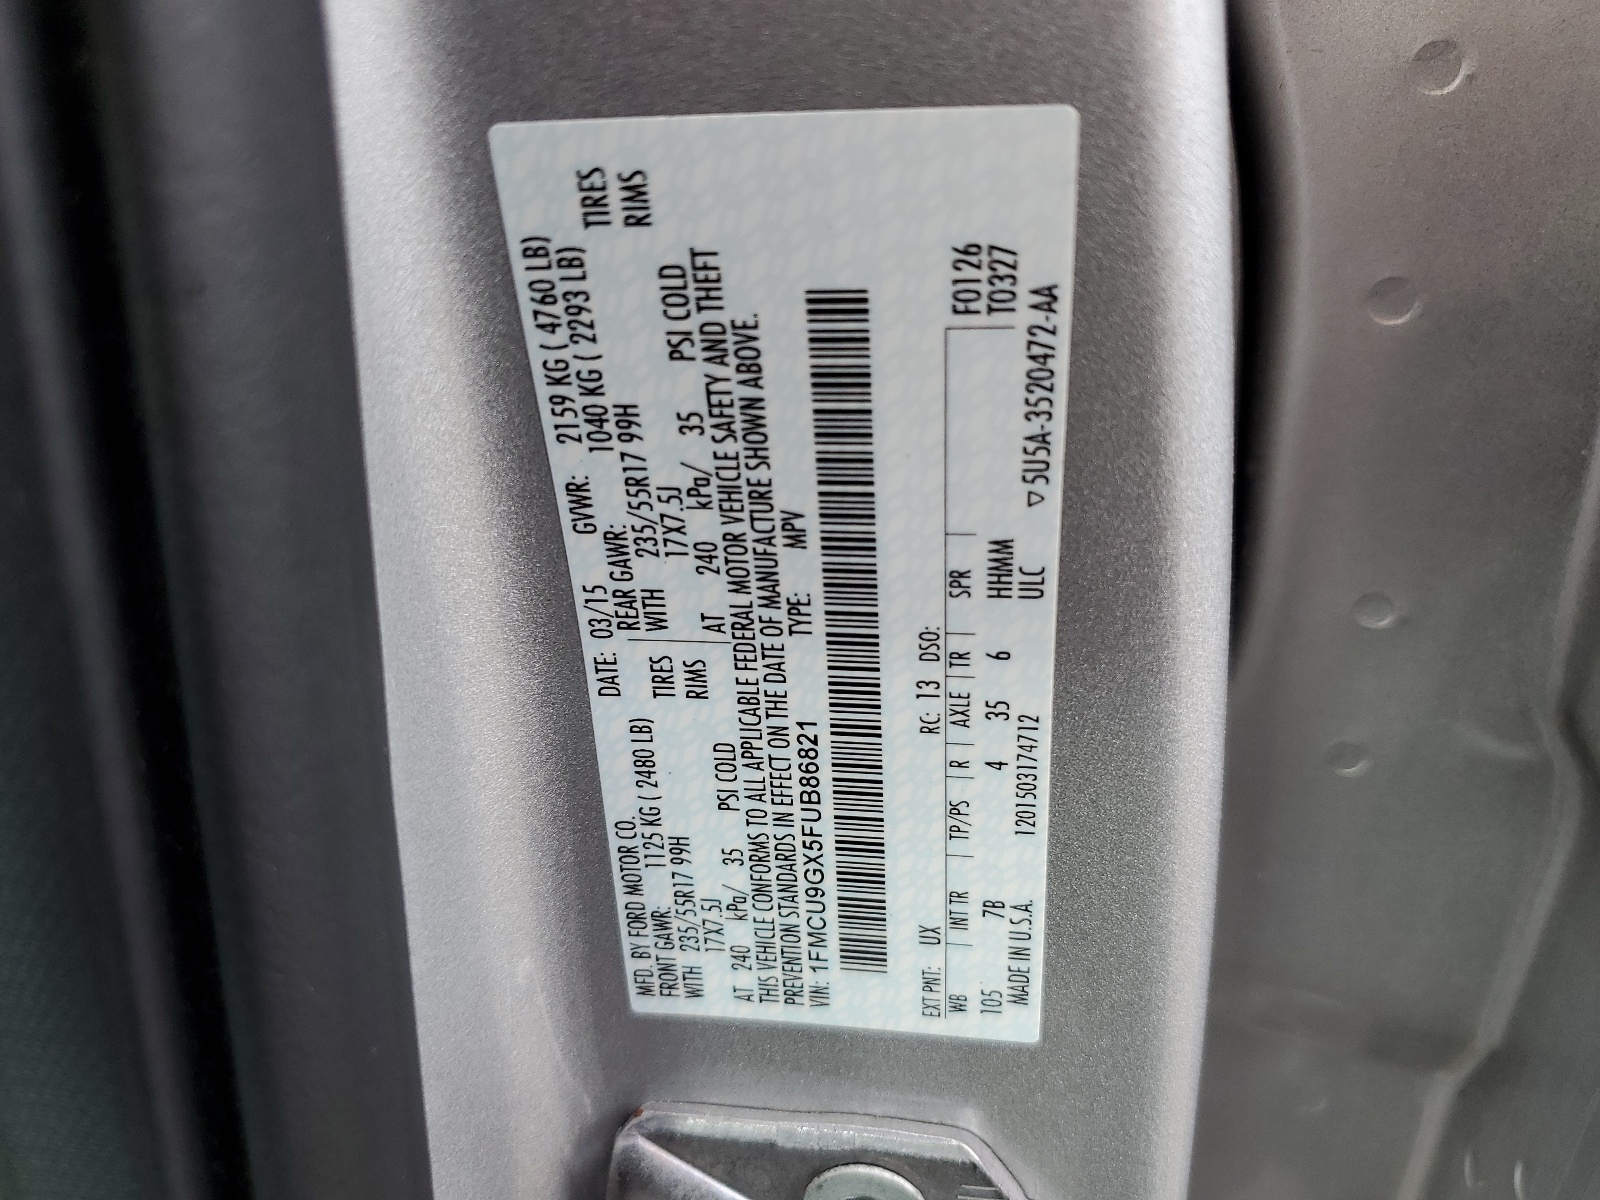 MFD. BY FORD MOTOR CO.
DATE: 03/15 GVWR: 2159 KG ( 4760 LB)
FRONT GAWR: 1125 KG ( 2480 LB) REAR GAWR: 1040 KG ( 2293 LB)
WITH 235/55R17 99H TIRES WITH 235/55R17 99H TIRES
17X7.5J RIMS 17X7.5J RIMS
AT 240 kPa/ 35 PSI COLD AT 240 kPa/ 35 PSI COLD
THIS VEHICLE CONFORMS TO ALL APPLICABLE FEDERAL MOTOR VEHICLE SAFETY AND THEFT
PREVENTION STANDARDS IN EFFECT ON THE DATE OF MANUFACTURE SHOWN ABOVE.
VIN: 1FMCU9GX5FUB86821 TYPE: MPV
EXT PNT: UX RC: 13 DSO: F0126
WB INT TR TP/PS R AXLE TR SPR T0327
105 7B 4 35 6 HHMM
MADE IN U.S.A. 1201503174712 ULC ▽5U5A-3520472-AA